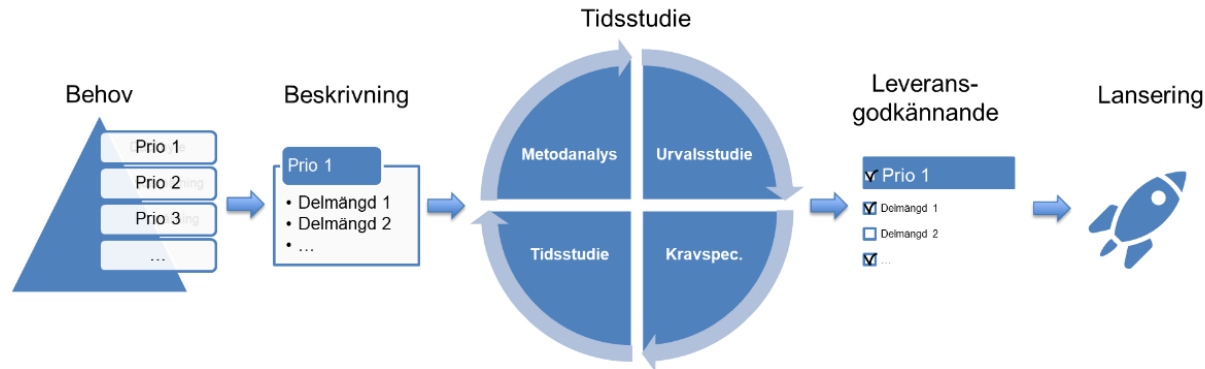 Tidsstudie
Behov
Prio 1
Prio 2
Prio 3
…
Beskrivning
Prio 1
• Delmängd 1
• Delmängd 2
• …
Metodanalys
Urvalsstudie
Tidsstudie
Kravspec.
Leverans-
godkännande
Prio 1
Delmängd 1
Delmangd 2
...
Lansering